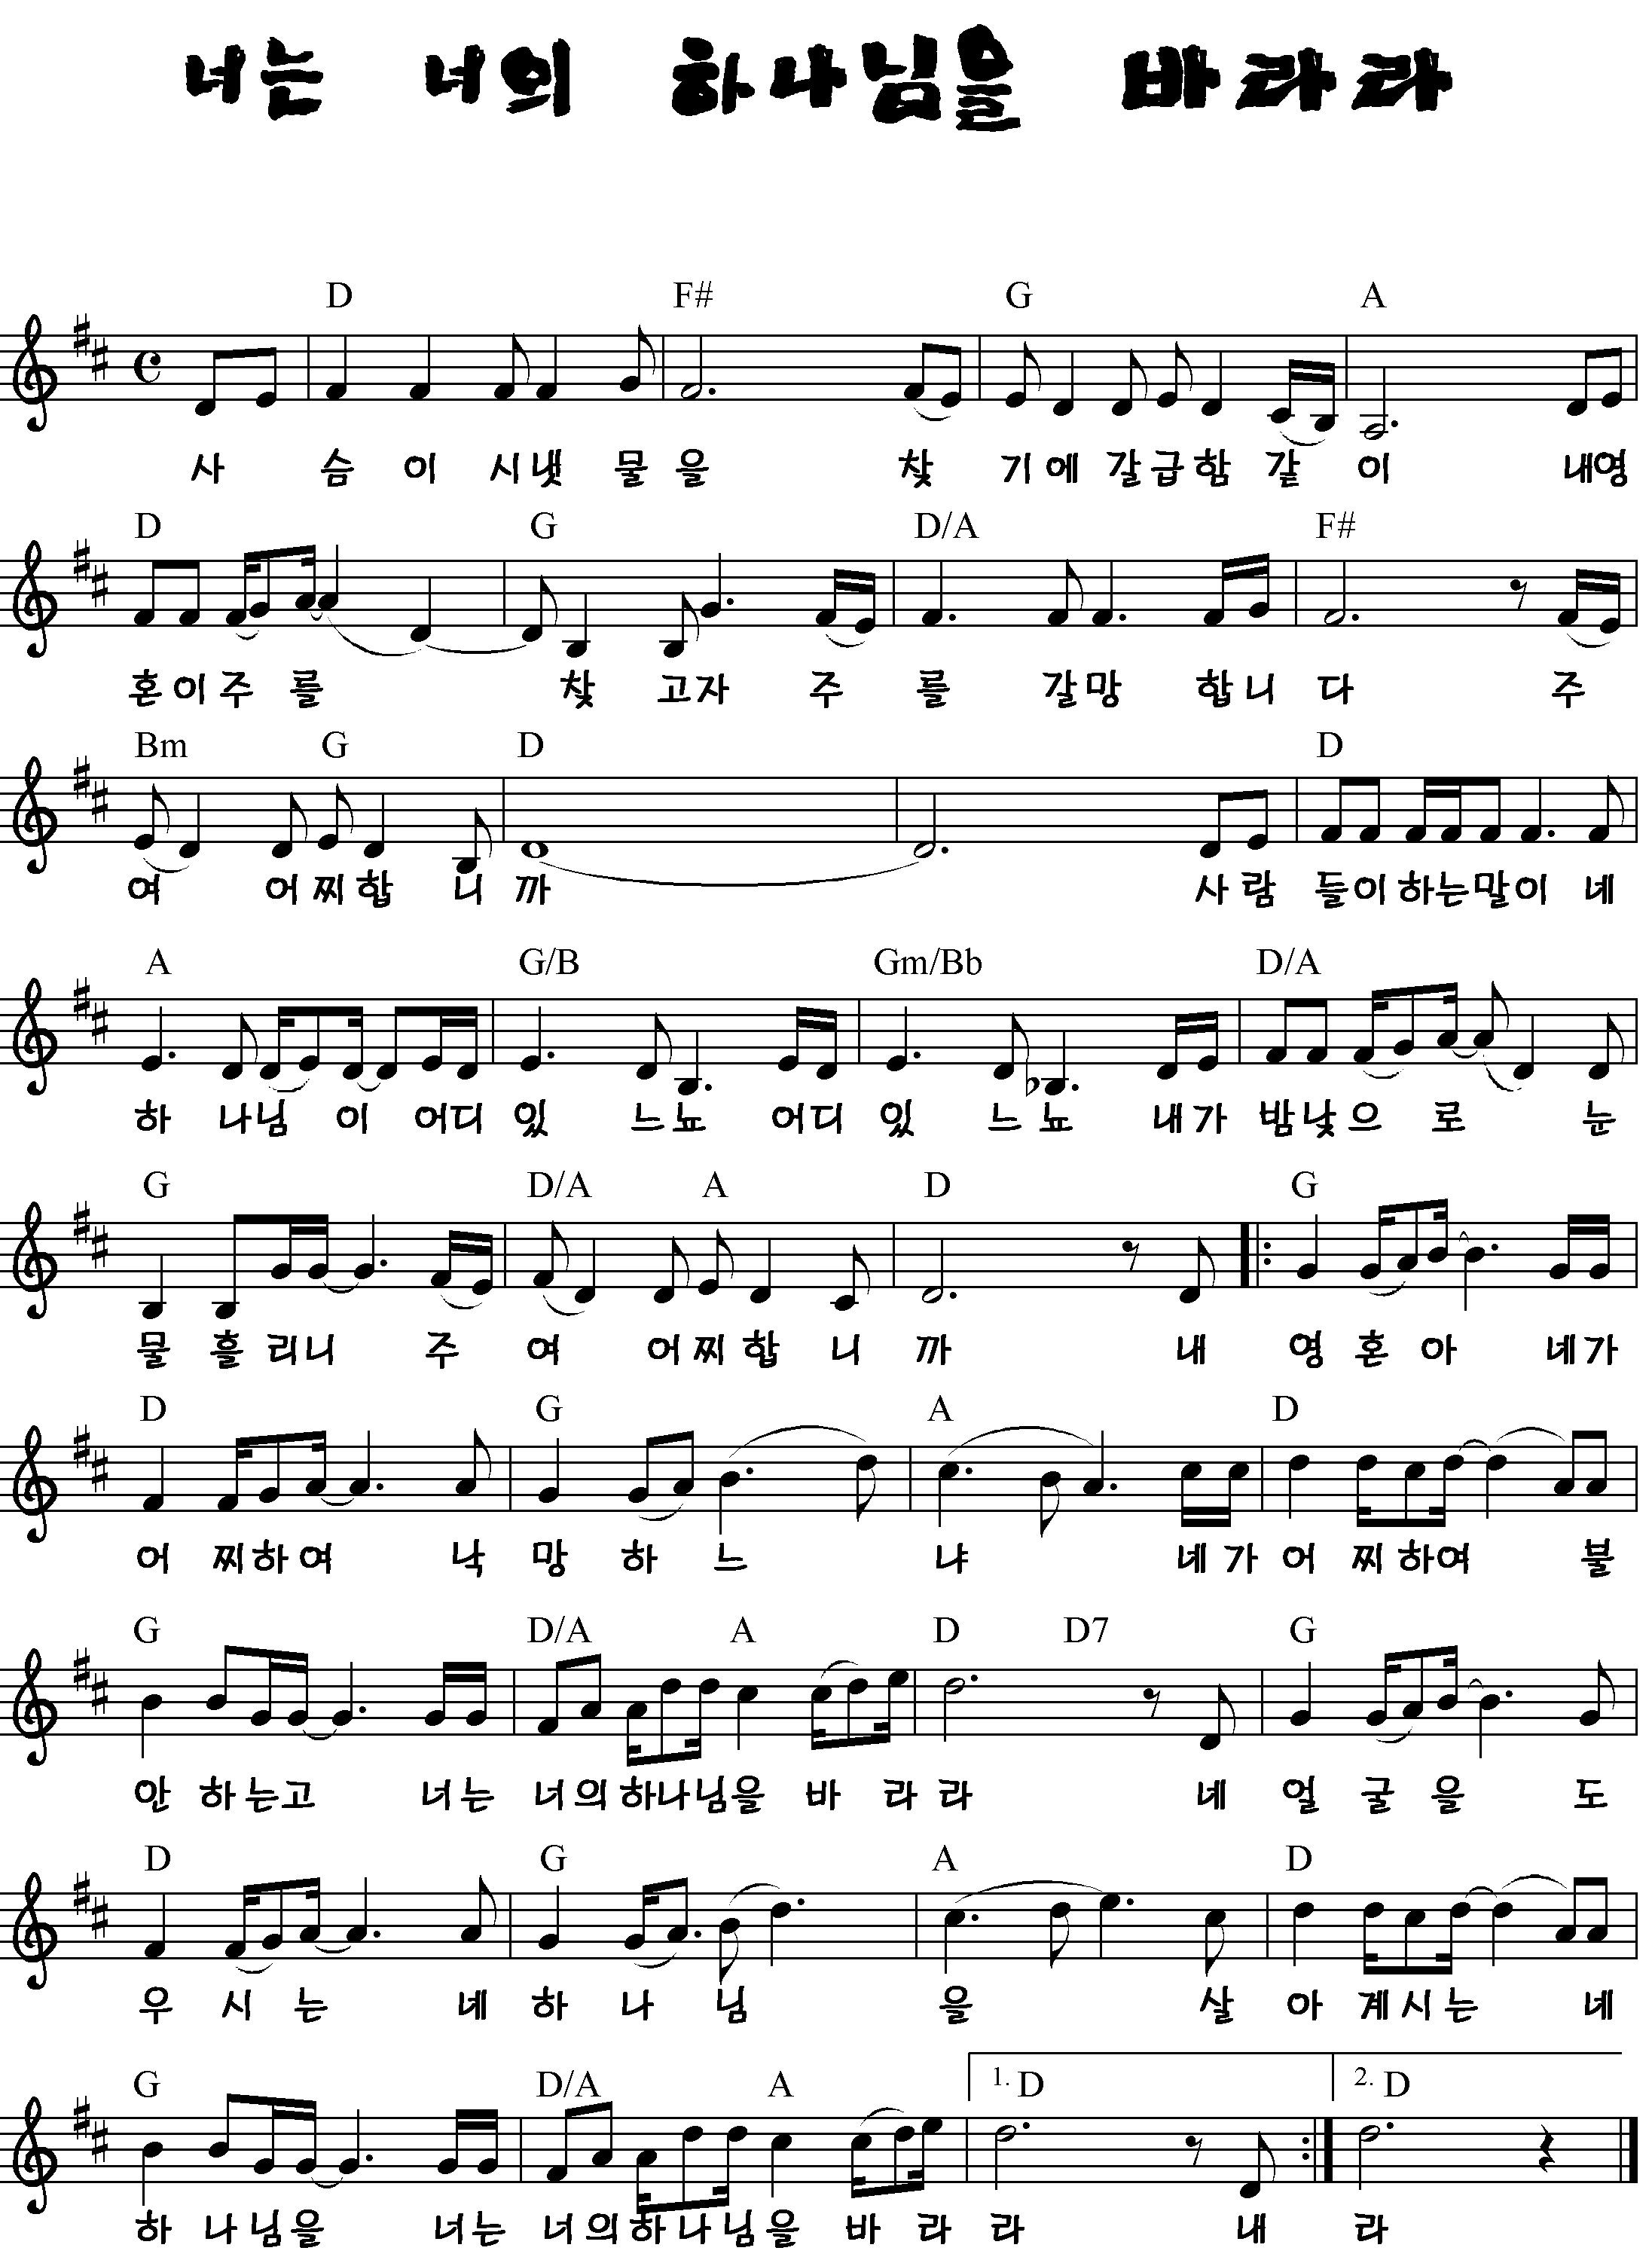 너는 너의 하나님을 바라라
D F# G A
사 슴 이 시 냇 물 을 찾 기 에 갈 급 함 같 이 내 영
D G D/A F#
혼 이 주 를 찾 고 자 주 를 갈 망 합 니 다 주
Bm G D D
여 어 찌 합 니 까 사 람 들 이 하 는 말 이 네
A G/B Gm/Bb D/A
하 나 님 이 어 디 있 느 뇨 어 디 있 느 뇨 내 가 밤 낮 으 로 눈
G D/A A D G
물 흘 리 니 주 여 어 찌 합 니 까 내 영 혼 아 네 가
D G A D
어 찌 하 여 낙 망 하 느 냐 네 가 어 찌 하 여 불
G D/A A D D7 G
안 하 는 고 너 는 너 의 하 나 님 을 바 라 라 네 얼 굴 을 도
D G A D
우 시 는 네 하 나 님 을 살 아 계 시 는 네
G D/A A 1. D 2. D
하 나 님 을 너 는 너 의 하 나 님 을 바 라 라 내 라